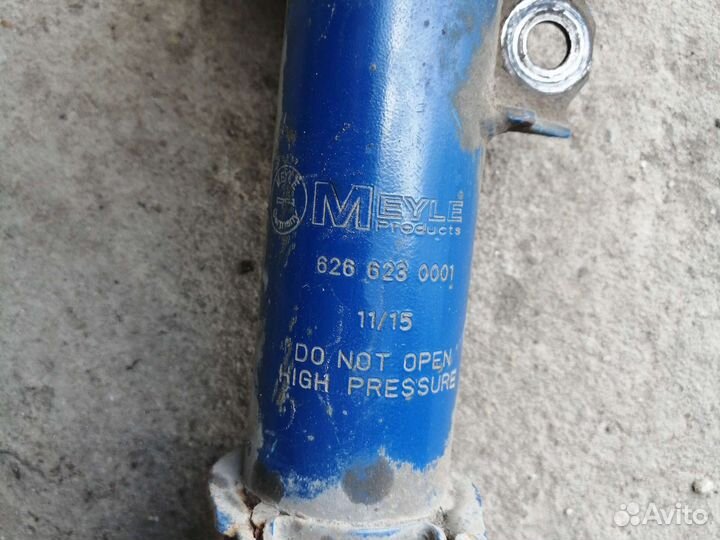 MEYLE
Products
626 623 0001
11/15
DO NOT OPEN
HIGH PRESSURE
Avito